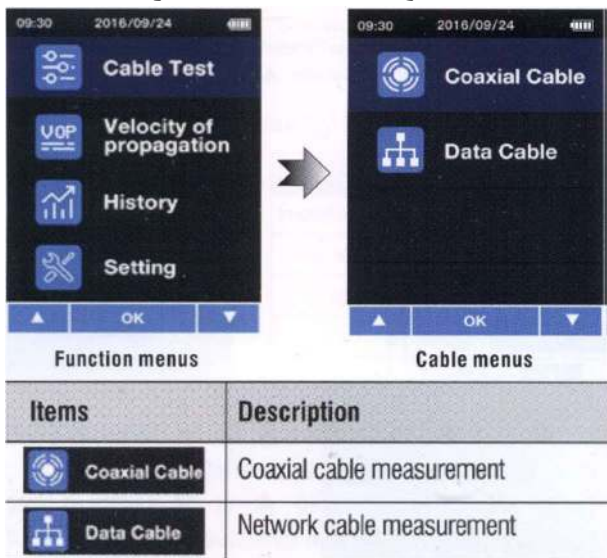 09:30 2016/09/24
Cable Test
VOP
Velocity of
propagation
History
Setting
▲ OK ▼
Function menus
09:30 2016/09/24
Coaxial Cable
Data Cable
▲ OK ▼
Cable menus
Items Description
Coaxial Cable Coaxial cable measurement
Data Cable Network cable measurement